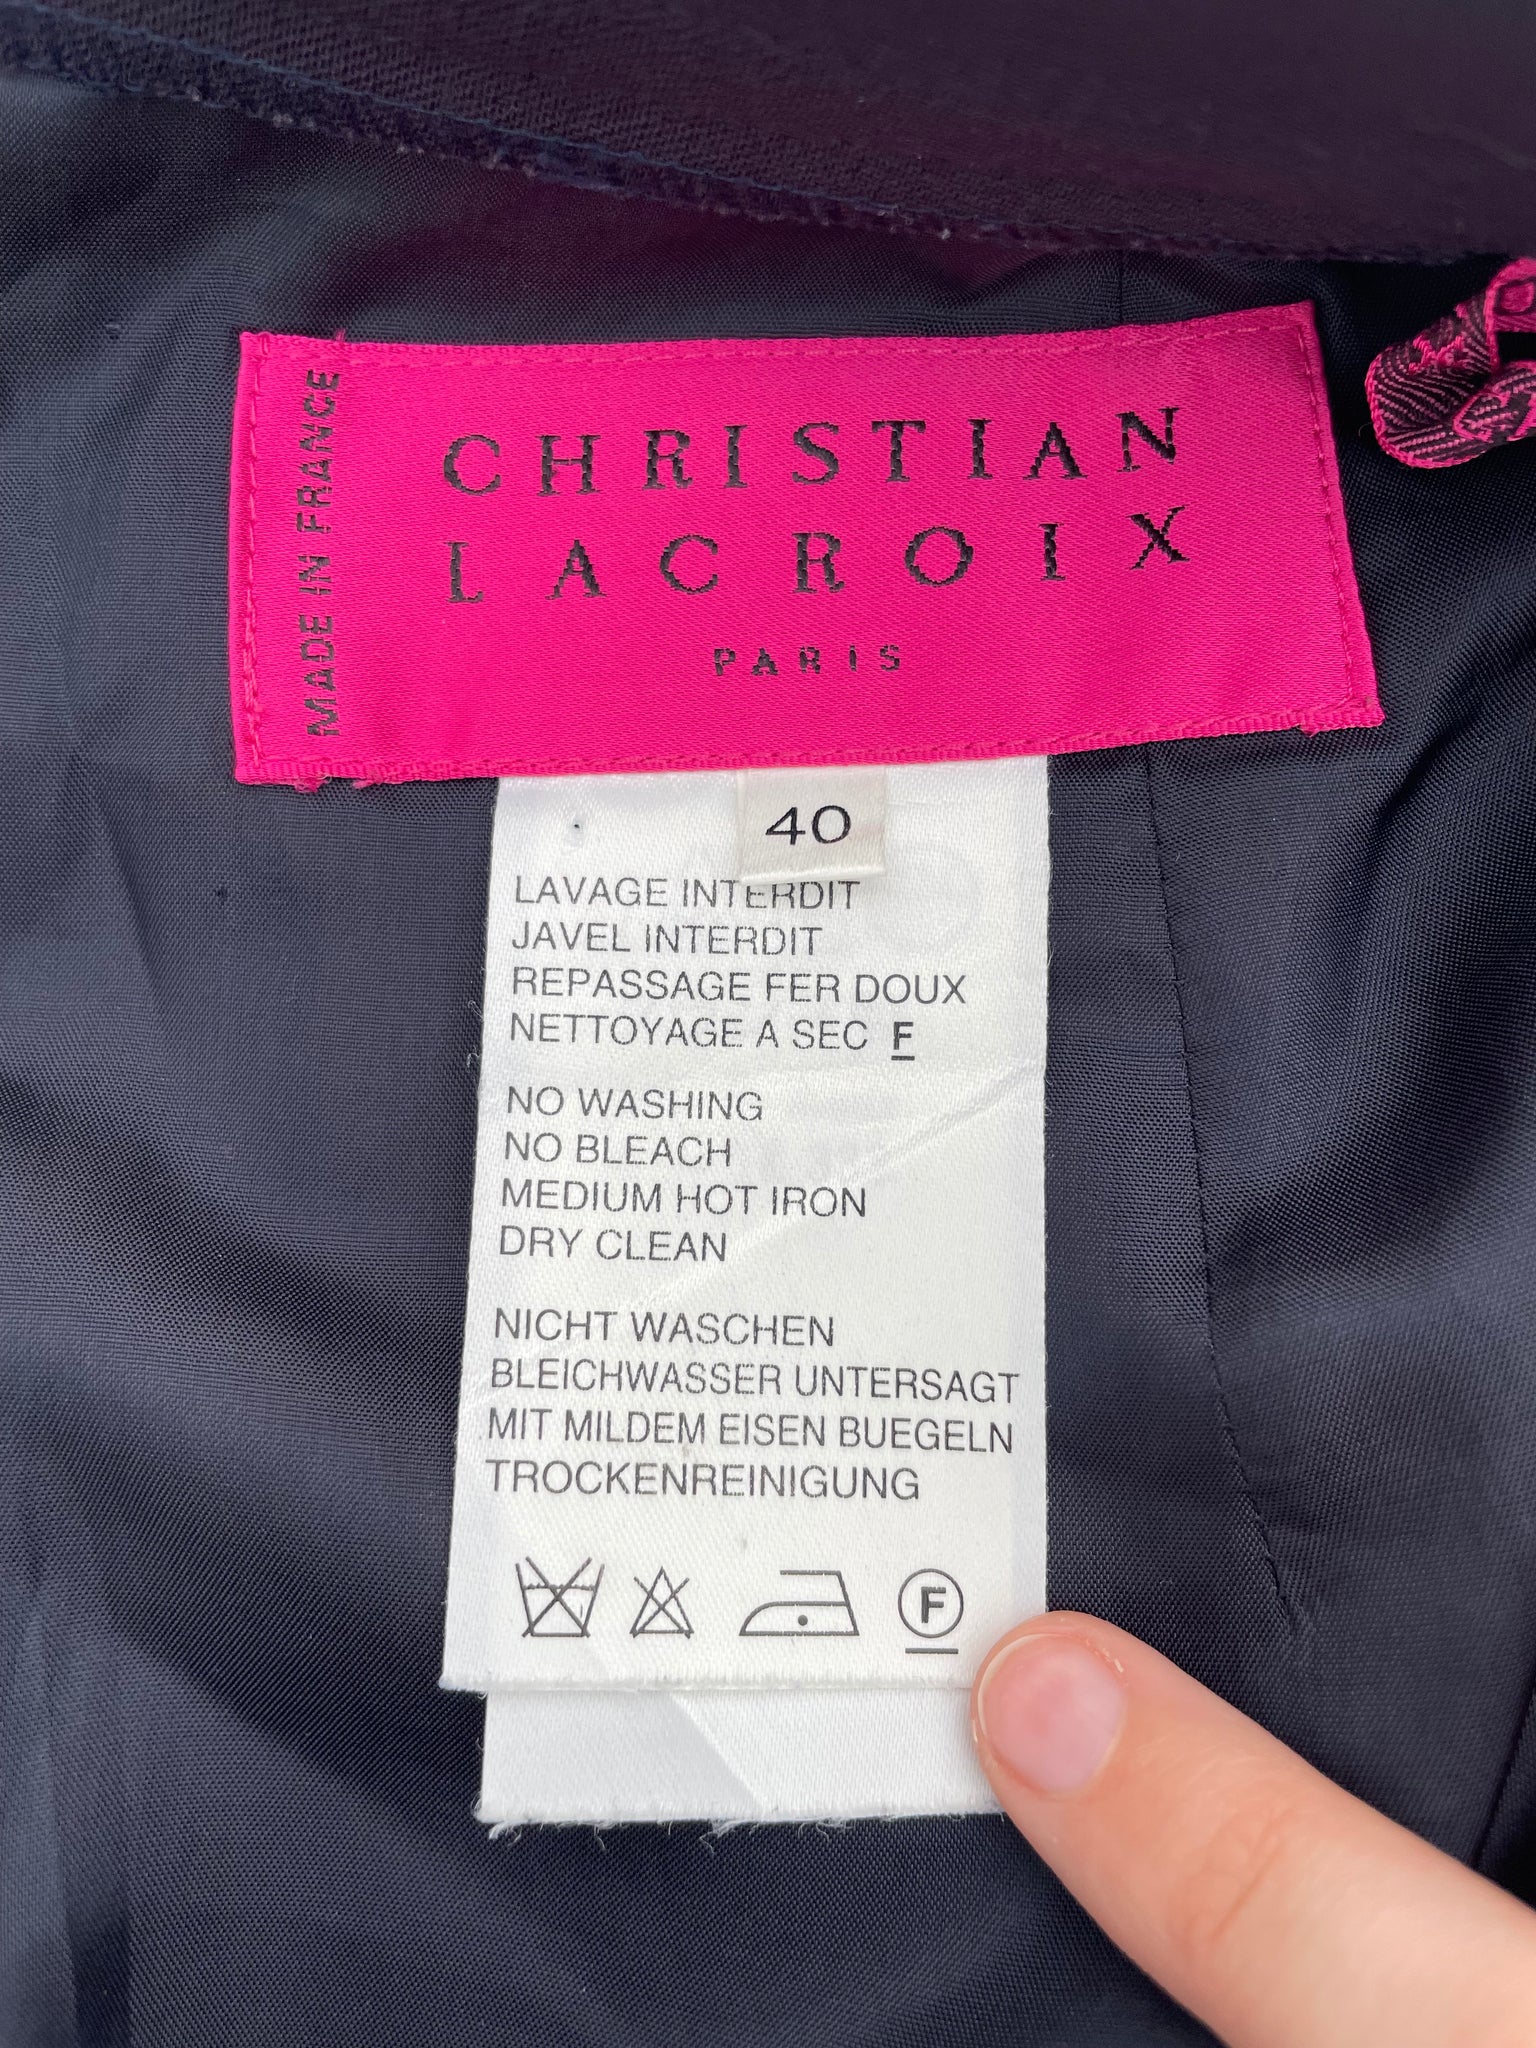 MADE IN FRANCE
CHRISTIAN
LACROIX
PARIS
40
LAVAGE INTERDIT
JAVEL INTERDIT
REPASSAGE FER DOUX
NETTOYAGE A SEC F
NO WASHING
NO BLEACH
MEDIUM HOT IRON
DRY CLEAN
NICHT WASCHEN
BLEICHWASSER UNTERSAGT
MIT MILDEM EISEN BUEGELN
TROCKENREINIGUNG
F